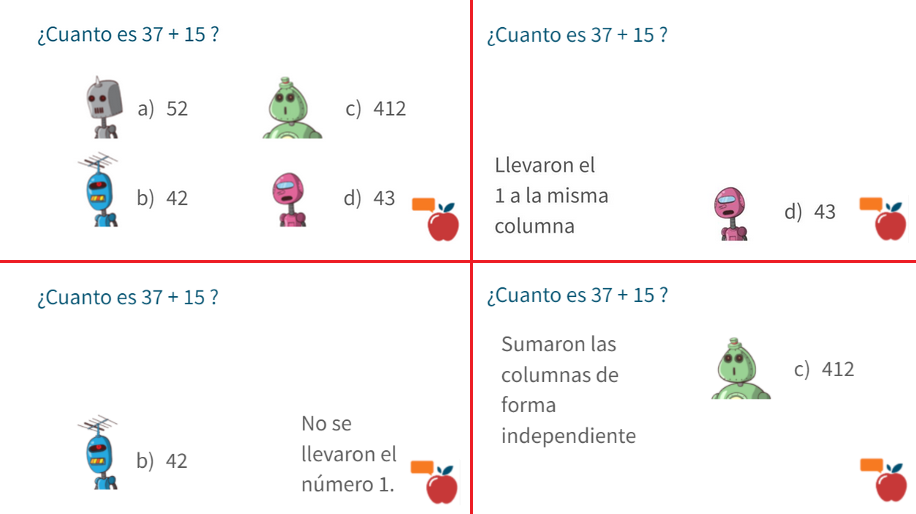 ¿Cuanto es 37 + 15 ?
a) 52
c) 412
b) 42
d) 43
¿Cuanto es 37 + 15 ?
Llevaron el
1 a la misma
columna
d) 43
¿Cuanto es 37 + 15 ?
b) 42
No se
llevaron el
número 1.
¿Cuanto es 37 + 15 ?
Sumaron las
columnas de
forma
independiente
c) 412